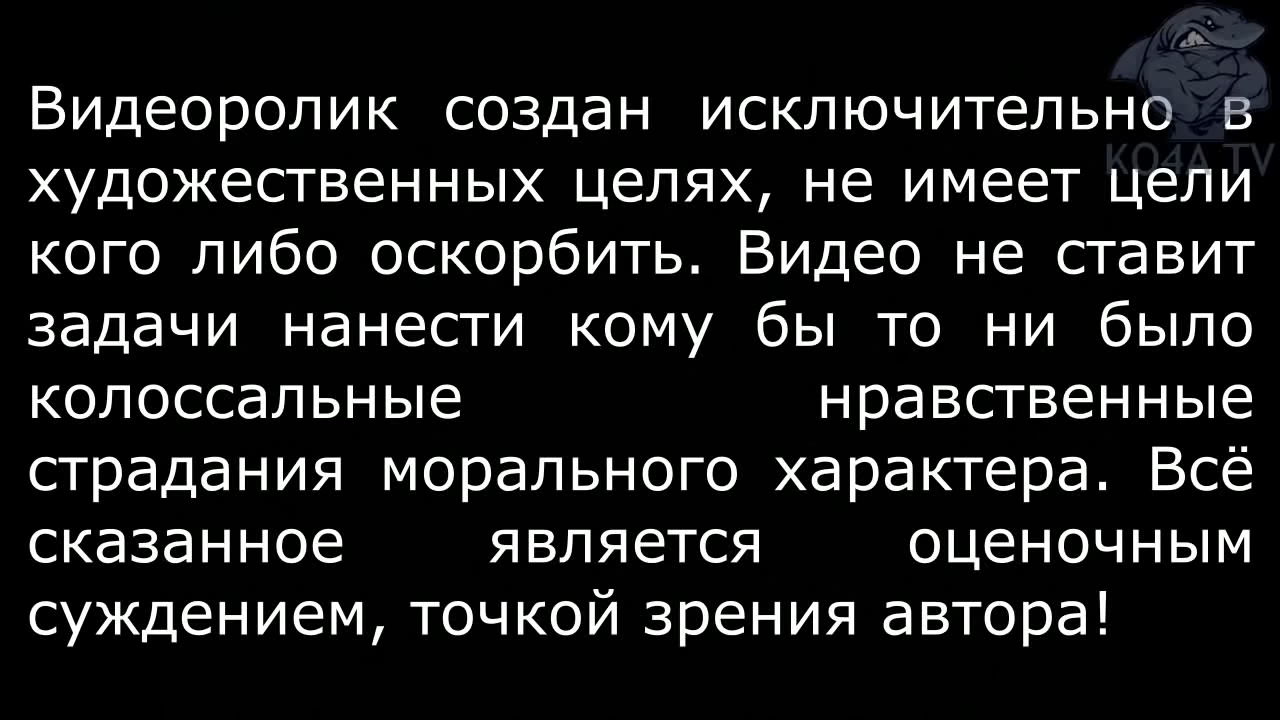 Видеоролик создан исключительно в
художественных целях, не имеет цели
кого либо оскорбить. Видео не ставит
задачи нанести кому бы то ни было
колоссальные нравственные
страдания морального характера. Всё
сказанное является оценочным
суждением, точкой зрения автора!
KO4A TV